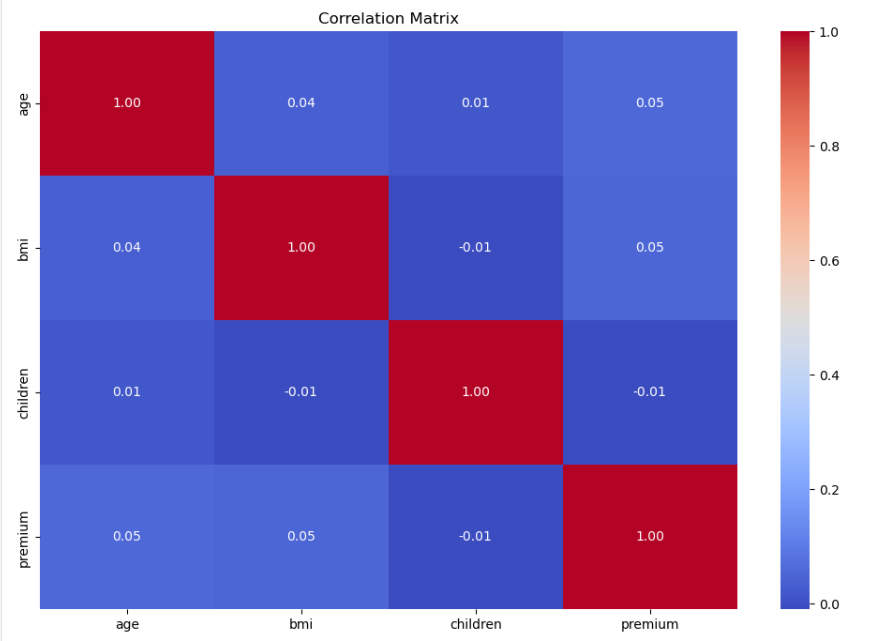 Correlation Matrix
age 1.00 0.04 0.01 0.05
bmi 0.04 1.00 -0.01 0.05
children 0.01 -0.01 1.00 -0.01
premium 0.05 0.05 -0.01 1.00
age bmi children premium
1.0
0.8
0.6
0.4
0.2
0.0